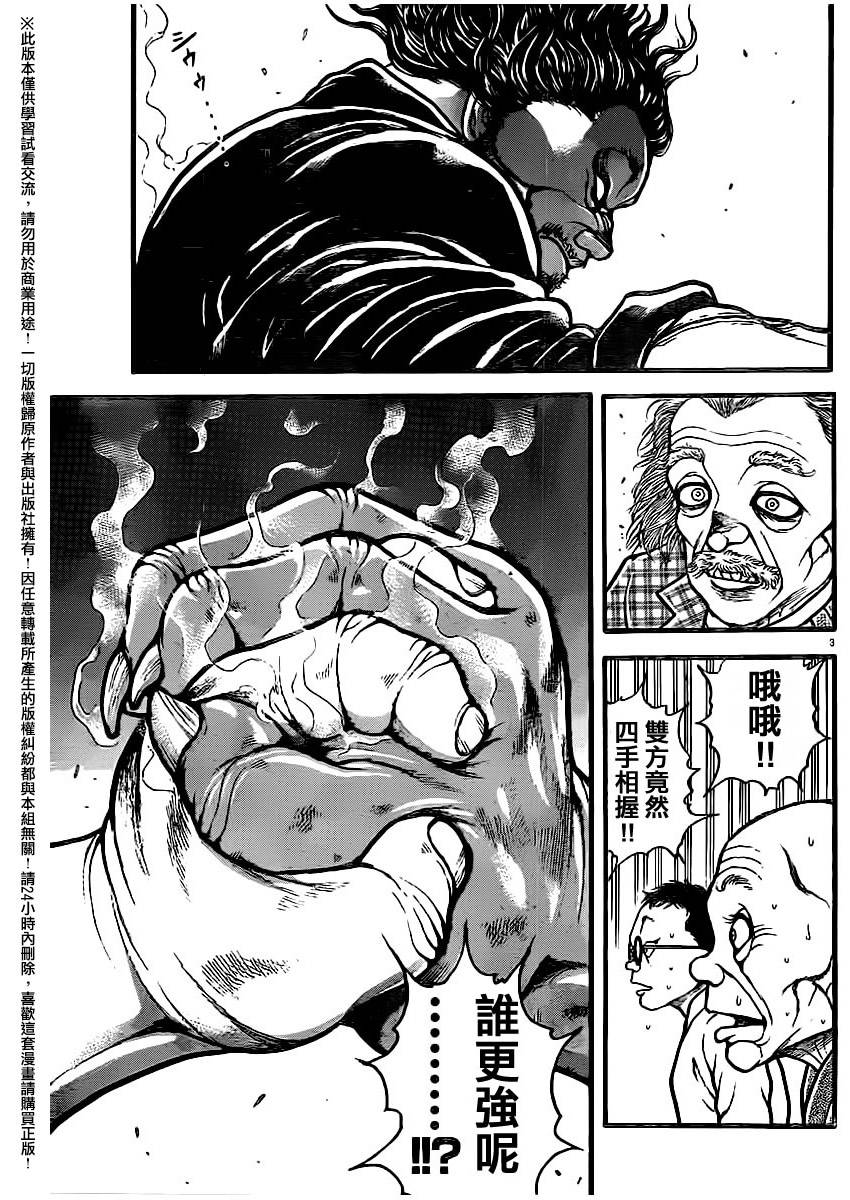 ※此版本僅供學習試看交流，請勿用於商業用途！一切版權歸原作者與出版社擁有！因任意轉載所產生的版權糾紛都與本組無關！請24小時內刪除，喜歡這套漫畫請購買正版！
シウウ……
3
哦哦!!
雙方竟然
四手相握!!
誰更強呢
………!!?